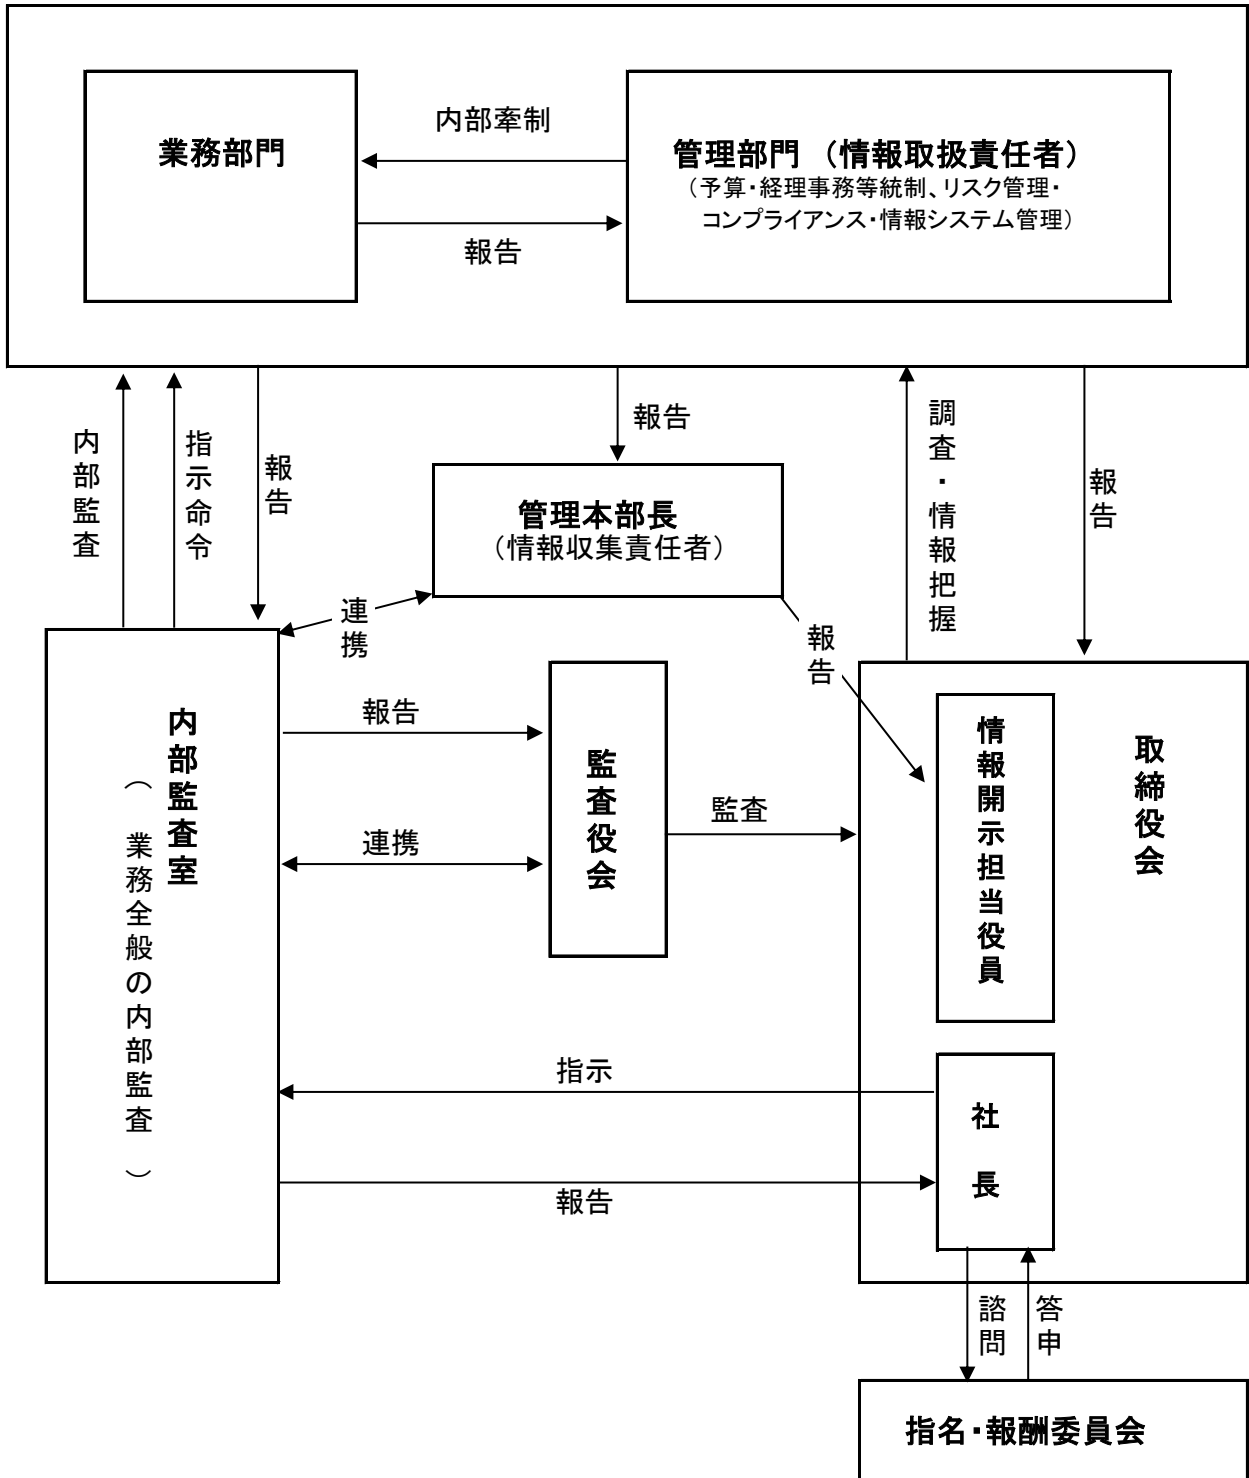 内部牽制
業務部門
管理部門 （情報取扱責任者）
（予算・経理事務等統制、リスク管理・
コンプライアンス・情報システム管理）
報告
内部監査
指示命令
報告
報告
調査・情報把握
報告
管理本部長
（情報収集責任者）
連携
報告
内部監査室
（ 業務全般の内部監査 ）
報告
連携
監査役会
監査
情報開示担当役員
取締役会
指示
社長
報告
諮問
答申
指名・報酬委員会